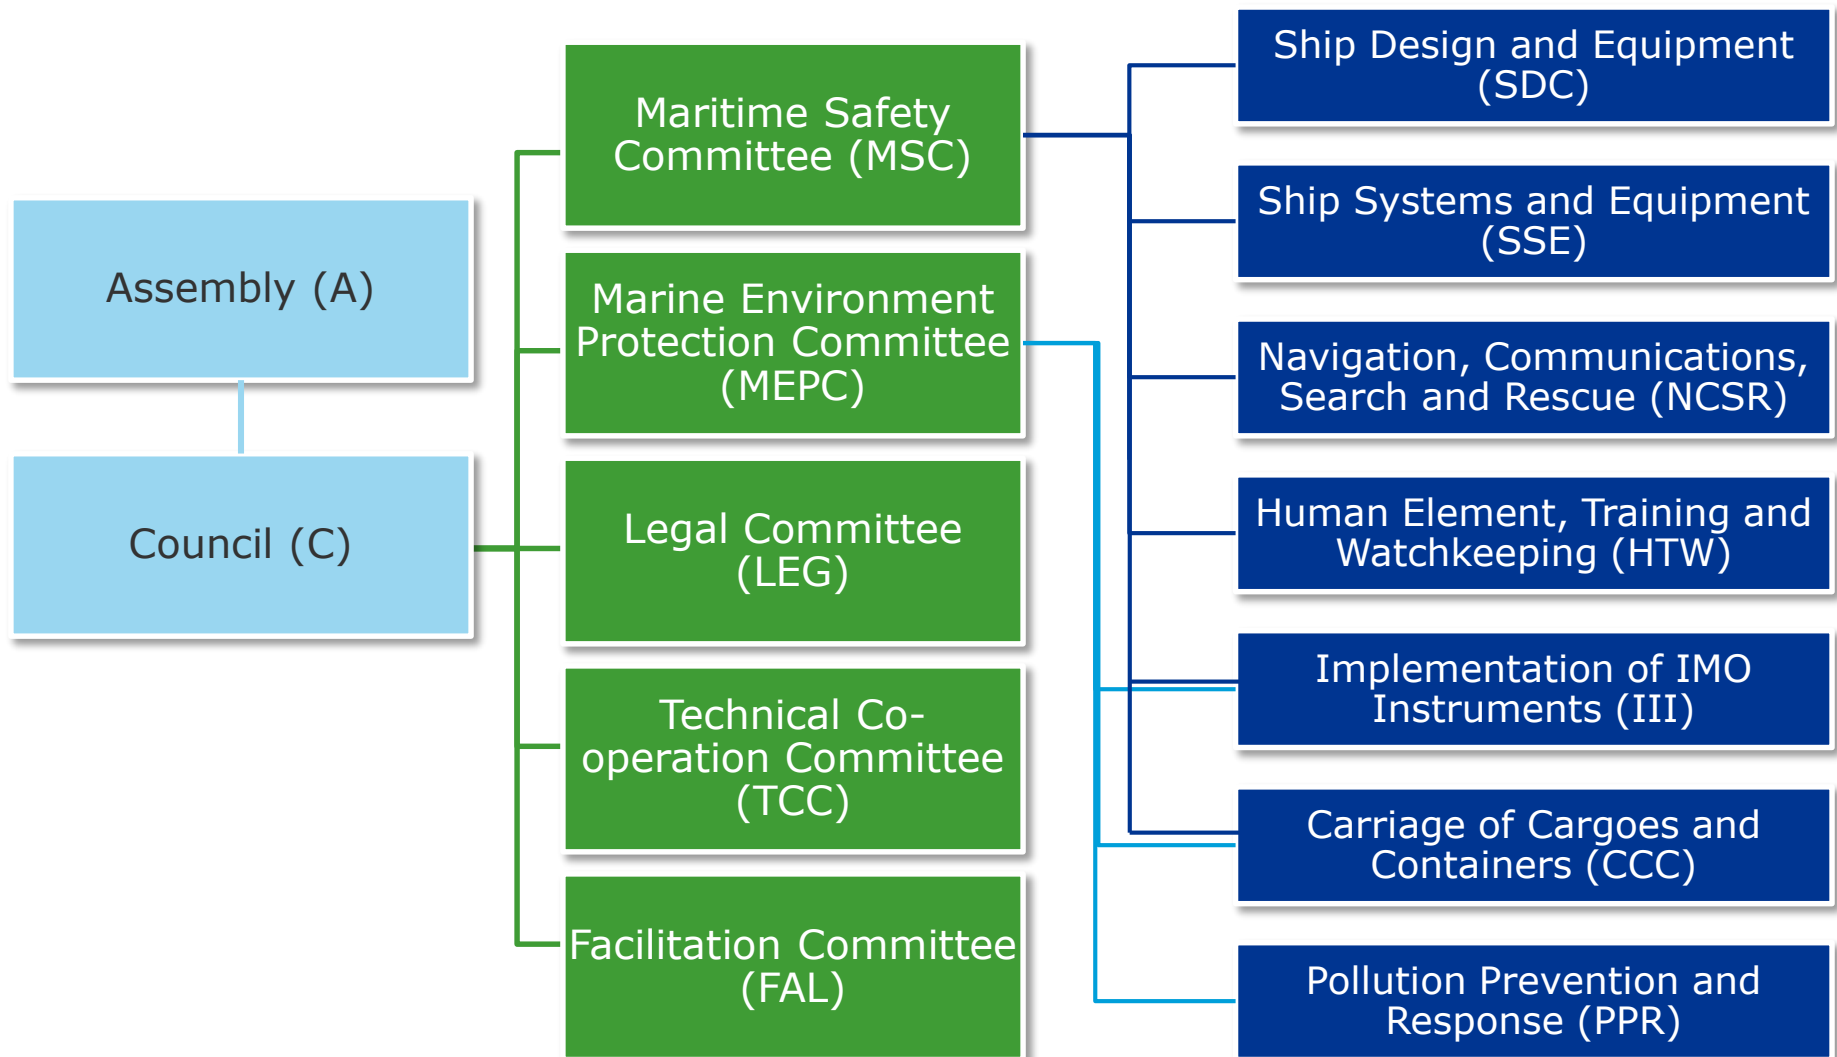 Assembly (A)
Council (C)
Maritime Safety
Committee (MSC)
Marine Environment
Protection Committee
(MEPC)
Legal Committee
(LEG)
Technical Co-
operation Committee
(TCC)
Facilitation Committee
(FAL)
Ship Design and Equipment
(SDC)
Ship Systems and Equipment
(SSE)
Navigation, Communications,
Search and Rescue (NCSR)
Human Element, Training and
Watchkeeping (HTW)
Implementation of IMO
Instruments (III)
Carriage of Cargoes and
Containers (CCC)
Pollution Prevention and
Response (PPR)